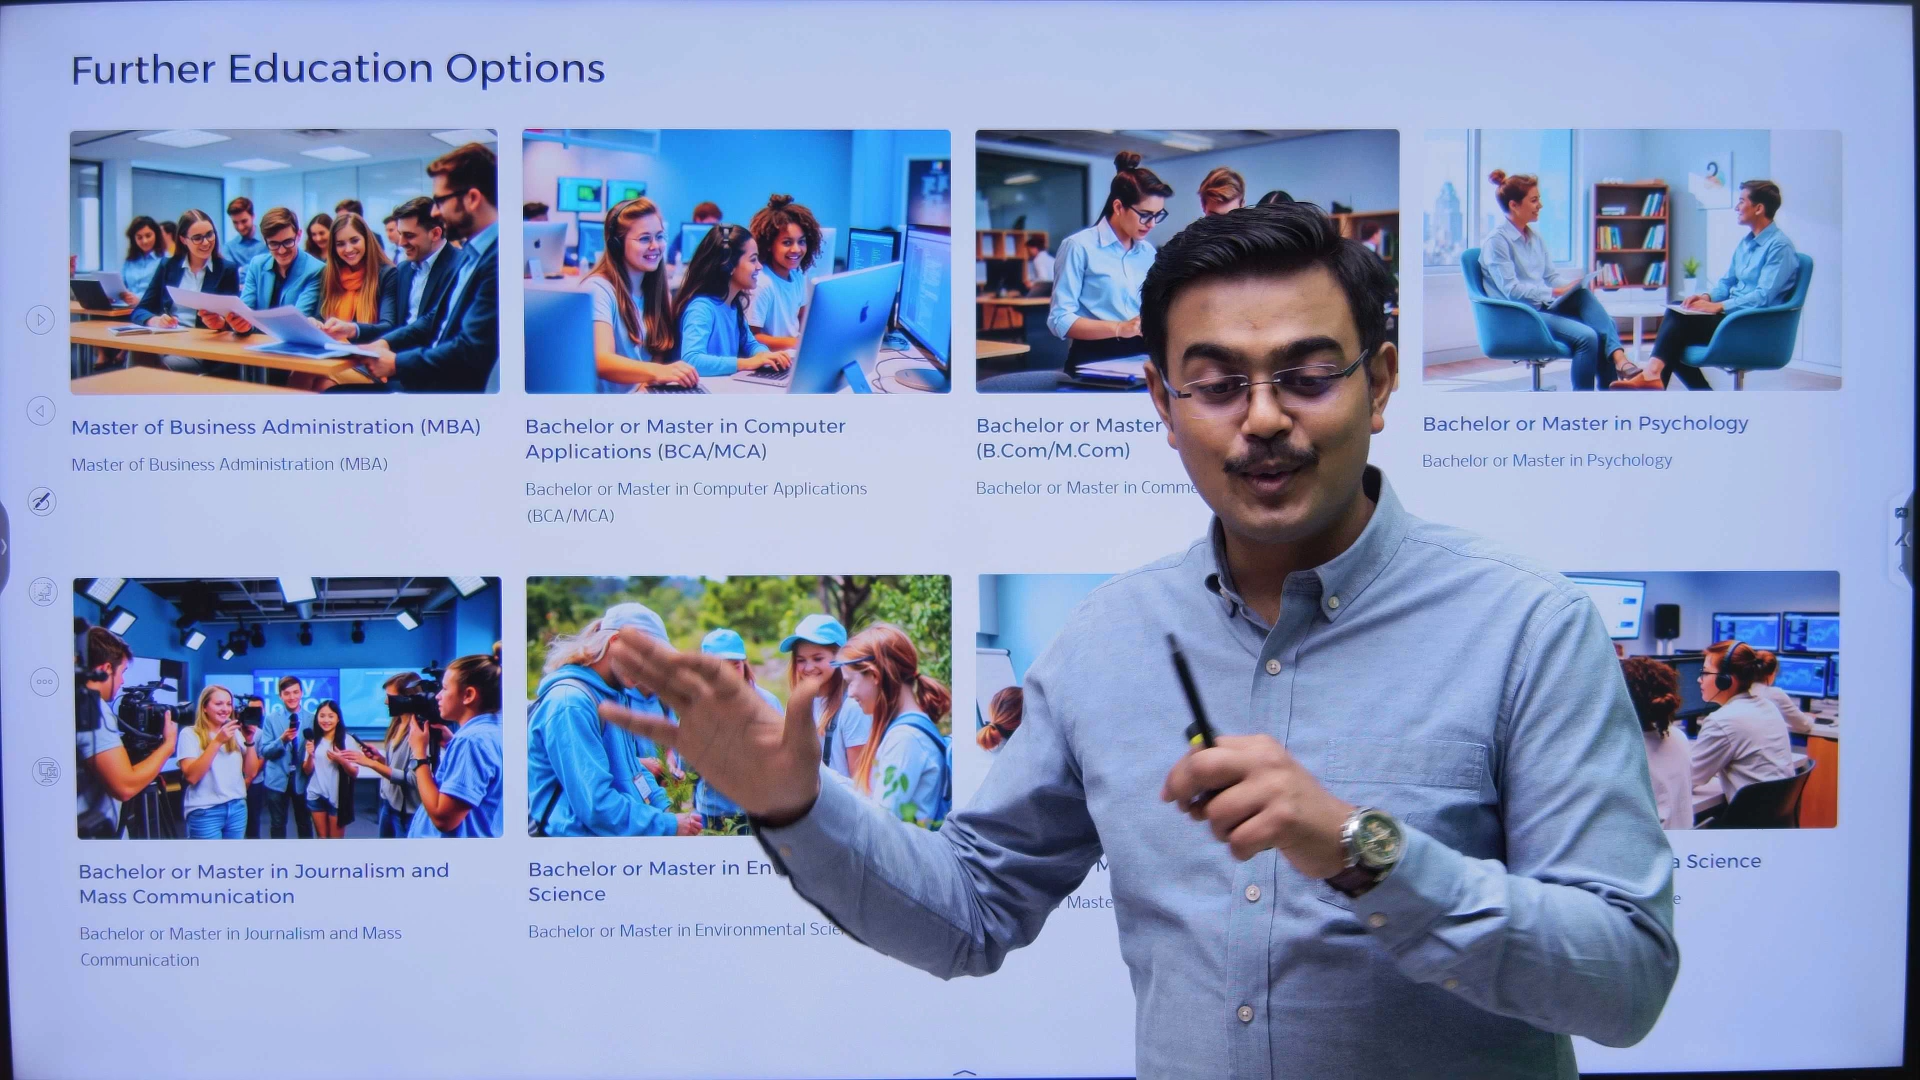 Further Education Options
Master of Business Administration (MBA)
Master of Business Administration (MBA)
Bachelor or Master in Computer
Applications (BCA/MCA)
Bachelor or Master in Computer Applications
(BCA/MCA)
Bachelor or Master
(B.Com/M.Com)
Bachelor or Master in Comme
Bachelor or Master in Psychology
Bachelor or Master in Psychology
Bachelor or Master in Journalism and
Mass Communication
Bachelor or Master in Journalism and Mass
Communication
Bachelor or Master in En
Science
Bachelor or Master in Environmental Scie
M
Maste
a Science
e